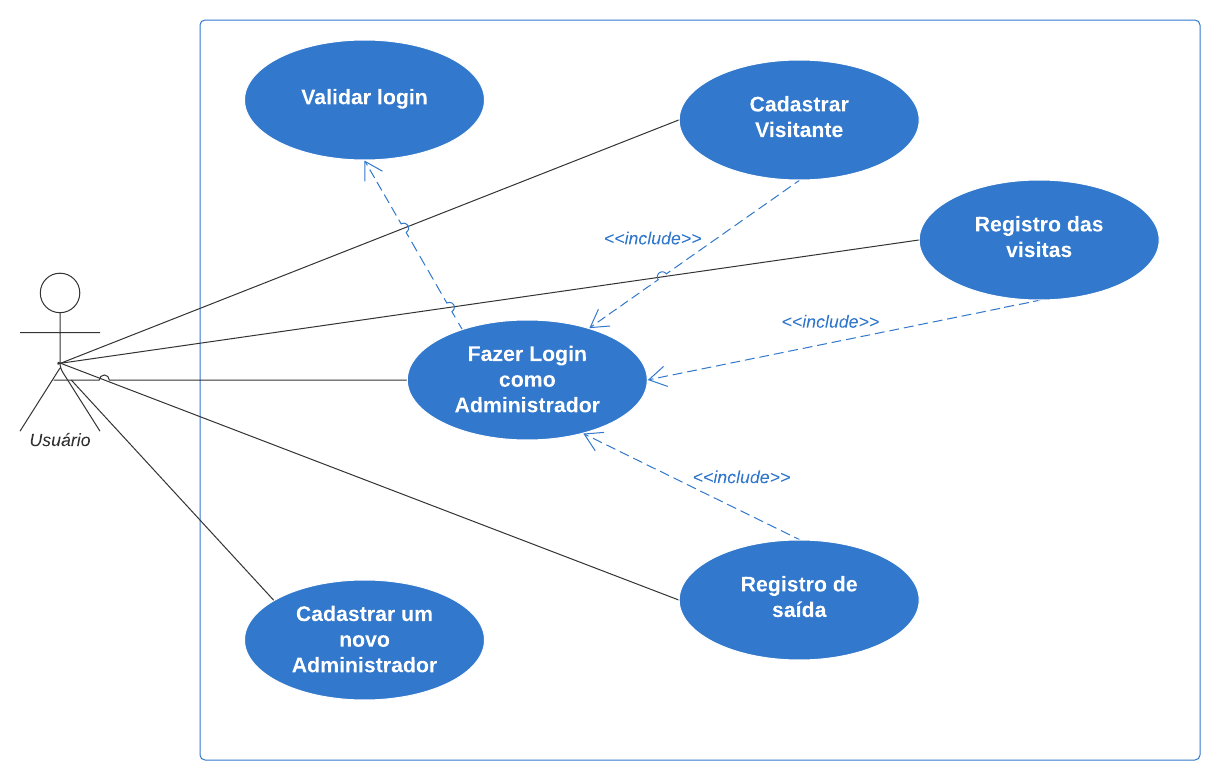 Validar login
Cadastrar
Visitante
Registro das
visitas
<<include>>
<<include>>
Fazer Login
como
Administrador
Usuário
<<include>>
Registro de
saída
Cadastrar um
novo
Administrador